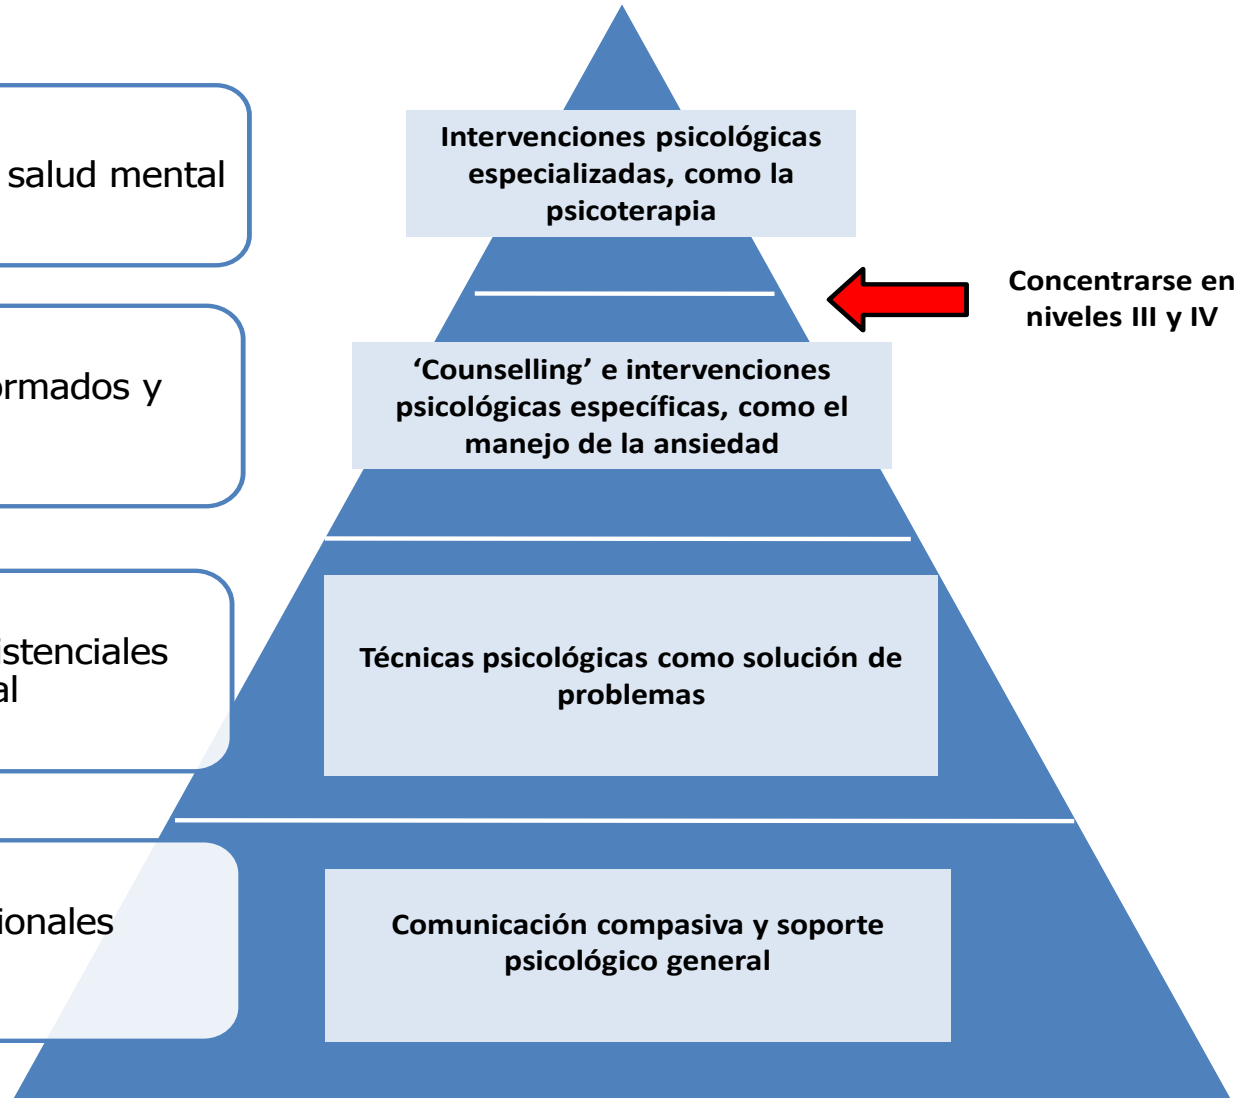 Intervenciones psicológicas
especializadas, como la
psicoterapia
salud mental
Concentrarse en
niveles III y IV
‘Counselling’ e intervenciones
psicológicas específicas, como el
manejo de la ansiedad
ormados y
Técnicas psicológicas como solución de
problemas
istenciales
al
Comunicación compasiva y soporte
psicológico general
ionales